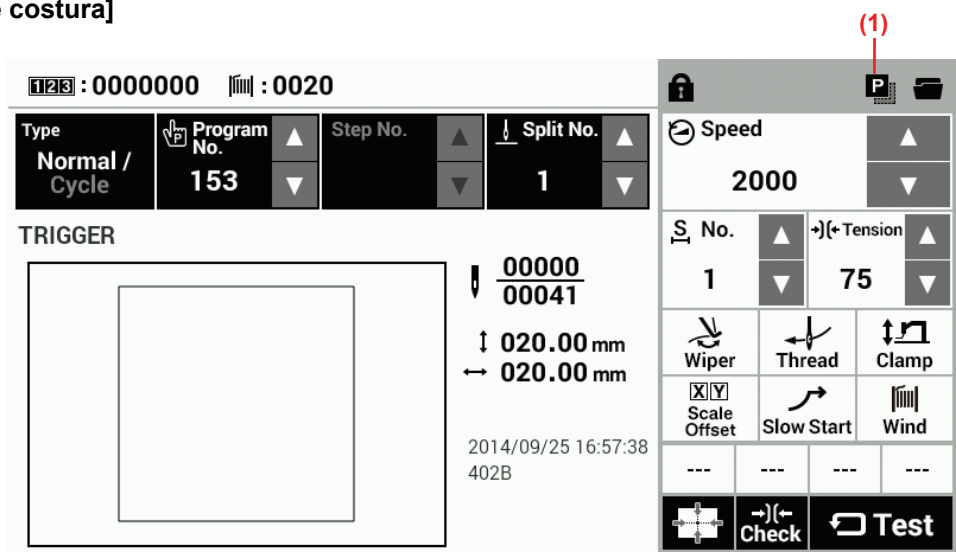 costura]
(1)
123 : 0000000 : 0020
P
Type
Normal /
Cycle
P Program
No.
153
Step No.
Split No.
1
Speed
2000
TRIGGER
S No.
1
Tension
75
00000
00041
020.00 mm
020.00 mm
2014/09/25 16:57:38
402B
Wiper
Thread
Clamp
XY
Scale
Offset
Slow Start
Wind
--- --- --- ---
Check
Test